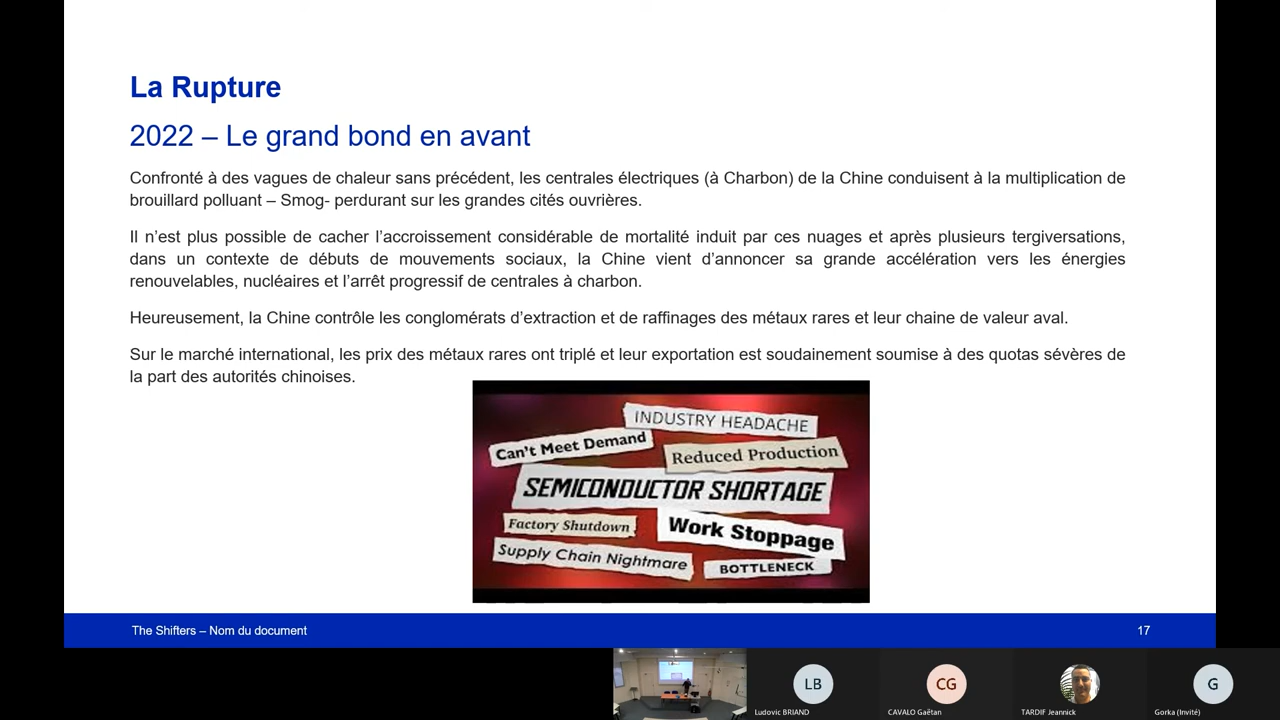 La Rupture
2022 – Le grand bond en avant
Confronté à des vagues de chaleur sans précédent, les centrales électriques (à Charbon) de la Chine conduisent à la multiplication de
brouillard polluant – Smog- perdurant sur les grandes cités ouvrières.
Il n’est plus possible de cacher l’accroissement considérable de mortalité induit par ces nuages et après plusieurs tergiversations,
dans un contexte de débuts de mouvements sociaux, la Chine vient d’annoncer sa grande accélération vers les énergies
renouvelables, nucléaires et l’arrêt progressif de centrales à charbon.
Heureusement, la Chine contrôle les conglomérats d’extraction et de raffinages des métaux rares et leur chaine de valeur aval.
Sur le marché international, les prix des métaux rares ont triplé et leur exportation est soudainement soumise à des quotas sévères de
la part des autorités chinoises.
INDUSTRY HEADACHE
Can't Meet Demand
Reduced Production
SEMICONDUCTOR SHORTAGE
Factory Shutdown
Work Stoppage
Supply Chain Nightmare
BOTTLENECK
The Shifters – Nom du document
17
LB
CG
G
Ludovic BRIAND
CAVALO Gaëtan
TARDIF Jeannick
Gorka (Invité)